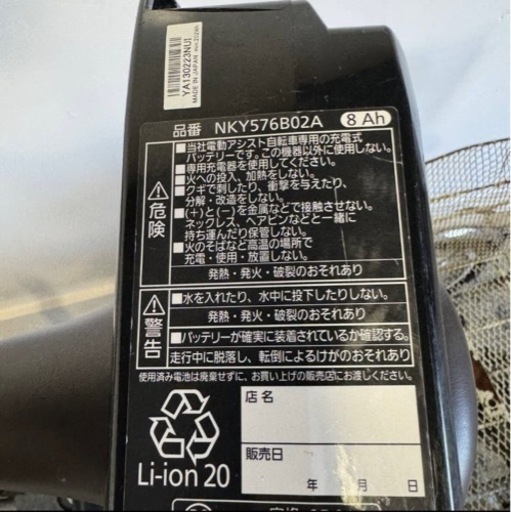 YA130223NU1
MADE IN JAPAN
品番 NKY576B02A 8 Ah
危険
■当社電動アシスト自転車専用の充電式
バッテリーです。この機器以外に使用しない。
■専用充電器を使用してください。
■火への投入、加熱をしない。
■クギで刺したり、衝撃を与えたり、
分解・改造をしない。
■(+)と(-)を金属などで接触させない。
ネックレス、ヘアピンなどと一緒に
持ち運んだり保管しない。
■火のそばなど高温の場所で
充電・使用・放置しない。
発熱・発火・破裂のおそれあり
警告
■水を入れたり、水中に投下したりしない。
発熱・発火・破裂のおそれあり
■バッテリーが確実に装着されているか確認する。
走行中に脱落し、転倒によるけがのおそれあり
使用済み電池は廃棄せずに、お買い上げの販売店にお渡しください。
Li-ion 20
店名
販売日
年 月 日